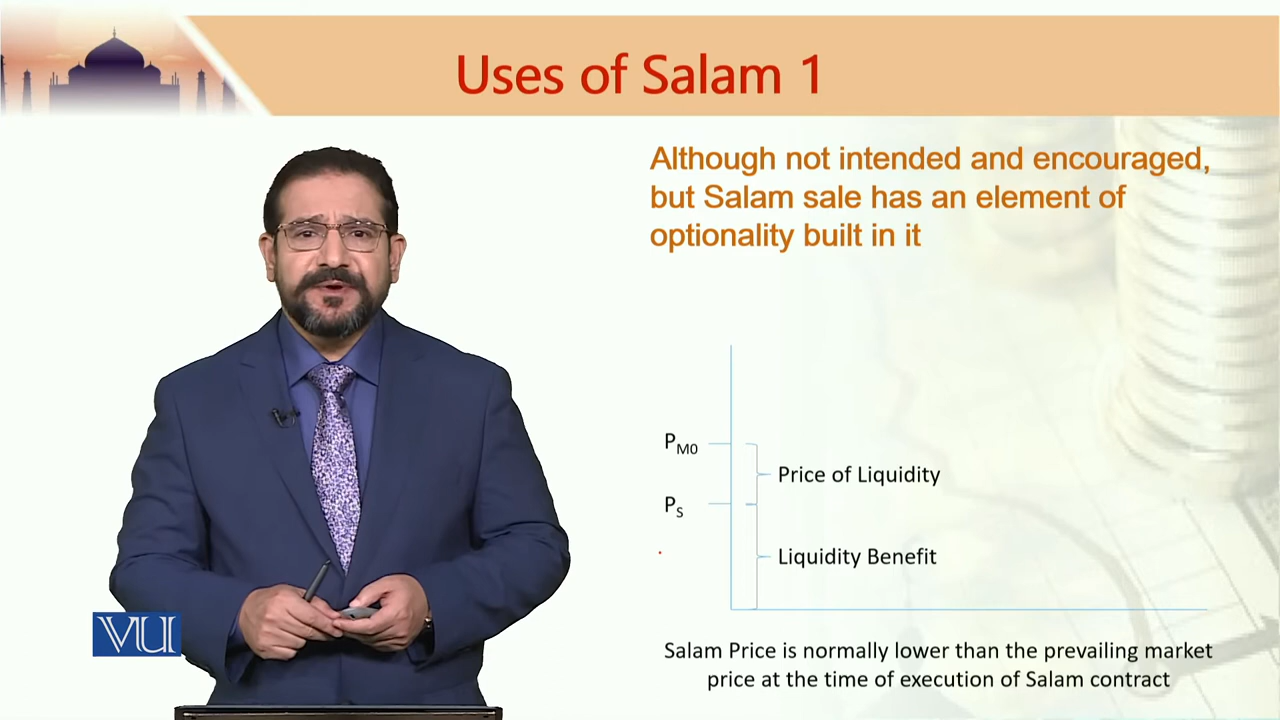 Uses of Salam 1
Although not intended and encouraged,
but Salam sale has an element of
optionality built in it
PM0
Price of Liquidity
PS
Liquidity Benefit
VU
Salam Price is normally lower than the prevailing market
price at the time of execution of Salam contract